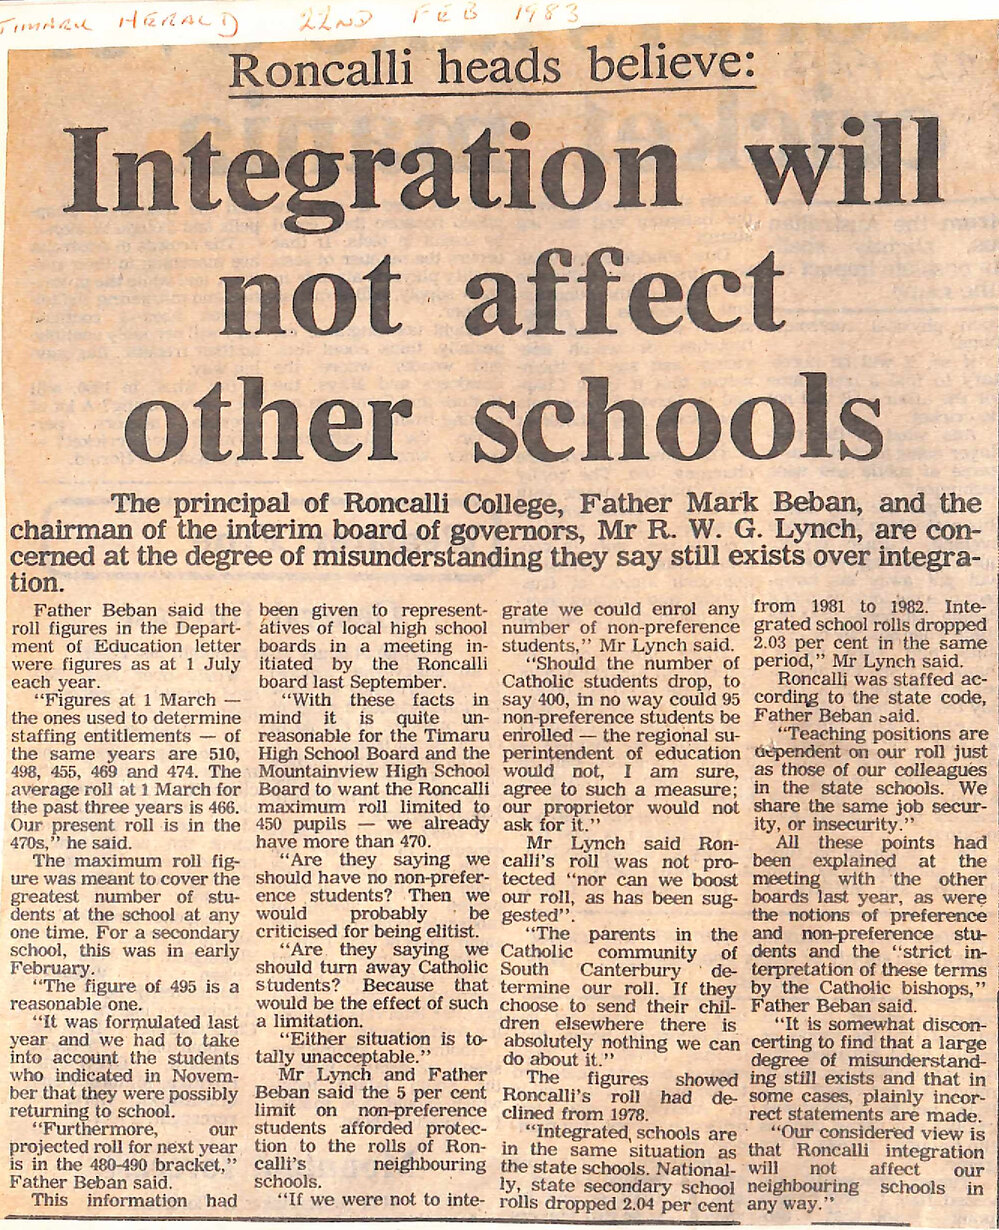 TIMARU HERALD 22ND FEB 1983
Roncalli heads believe:
Integration will
not affect
other schools
The principal of Roncalli College, Father Mark Beban, and the
chairman of the interim board of governors, Mr R. W. G. Lynch, are con-
cerned at the degree of misunderstanding they say still exists over integra-
tion.
Father Beban said the
roll figures in the Depart-
ment of Education letter
were figures as at 1 July
each year.
"Figures at 1 March —
the ones used to determine
staffing entitlements — of
the same years are 510,
498, 455, 469 and 474. The
average roll at 1 March for
the past three years is 466.
Our present roll is in the
470s," he said.
The maximum roll fig-
ure was meant to cover the
greatest number of stu-
dents at the school at any
one time. For a secondary
school, this was in early
February.
"The figure of 495 is a
reasonable one.
"It was formulated last
year and we had to take
into account the students
who indicated in Novem-
ber that they were possibly
returning to school.
"Furthermore, our
projected roll for next year
is in the 480-490 bracket,"
Father Beban said.
This information had
been given to represent-
atives of local high school
boards in a meeting in-
itiated by the Roncalli
board last September.
"With these facts in
mind it is quite un-
reasonable for the Timaru
High School Board and the
Mountainview High School
Board to want the Roncalli
maximum roll limited to
450 pupils — we already
have more than 470.
"Are they saying we
should have no non-prefer-
ence students? Then we
would probably be
criticised for being elitist.
"Are they saying we
should turn away Catholic
students? Because that
would be the effect of such
a limitation.
"Either situation is to-
tally unacceptable."
Mr Lynch and Father
Beban said the 5 per cent
limit on non-preference
students afforded protec-
tion to the rolls of Ron-
calli's neighbouring
schools.
"If we were not to inte-
grate we could enrol any
number of non-preference
students," Mr Lynch said.
"Should the number of
Catholic students drop, to
say 400, in no way could 95
non-preference students be
enrolled — the regional su-
perintendent of education
would not, I am sure,
agree to such a measure;
our proprietor would not
ask for it."
Mr Lynch said Ron-
calli's roll was not pro-
tected "nor can we boost
our roll, as has been sug-
gested".
"The parents in the
Catholic community of
South Canterbury de-
termine our roll. If they
choose to send their chil-
dren elsewhere there is
absolutely nothing we can
do about it."
The figures showed
Roncalli's roll had de-
clined from 1978.
"Integrated schools are
in the same situation as
the state schools. National-
ly, state secondary school
rolls dropped 2.04 per cent
from 1981 to 1982. Inte-
grated school rolls dropped
2.03 per cent in the same
period," Mr Lynch said.
Roncalli was staffed ac-
cording to the state code,
Father Beban said.
"Teaching positions are
dependent on our roll just
as those of our colleagues
in the state schools. We
share the same job secur-
ity, or insecurity."
All these points had
been explained at the
meeting with the other
boards last year, as were
the notions of preference
and non-preference stu-
dents and the "strict in-
terpretation of these terms
by the Catholic bishops,"
Father Beban said.
"It is somewhat discon-
certing to find that a large
degree of misunderstand-
ing still exists and that in
some cases, plainly incor-
rect statements are made.
"Our considered view is
that Roncalli integration
will not affect our
neighbouring schools in
any way."